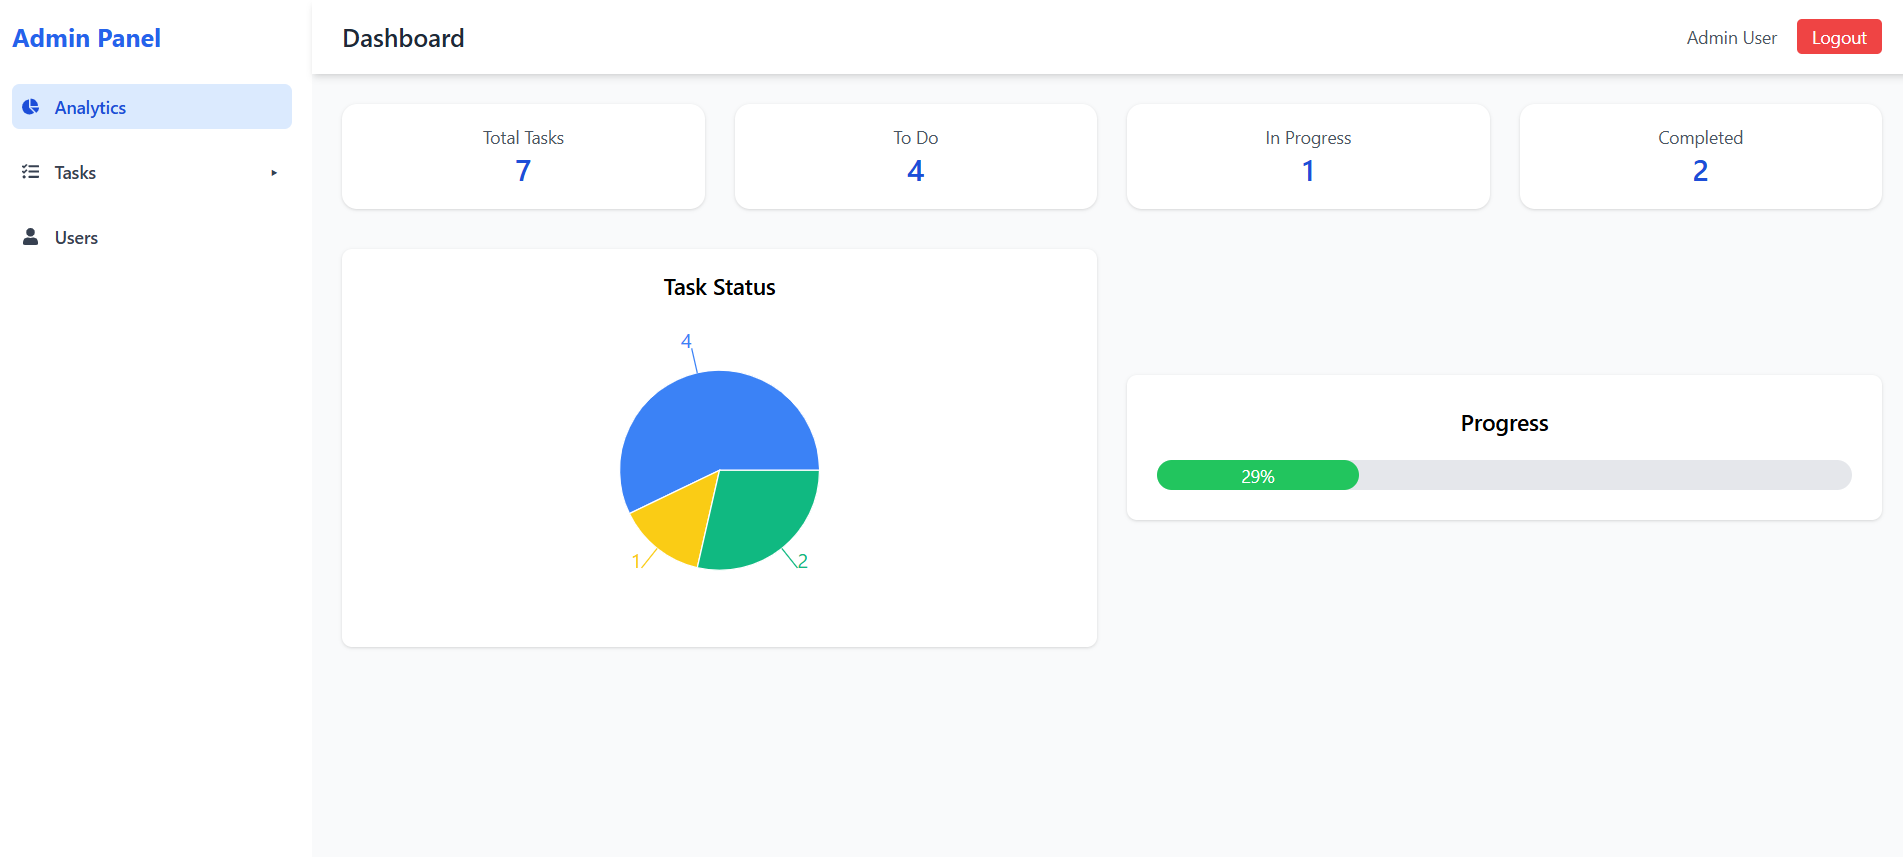 Admin Panel
Analytics
Tasks
Users
Dashboard
Admin User
Logout
Total Tasks
7
To Do
4
In Progress
1
Completed
2
Task Status
4
1
2
Progress
29%